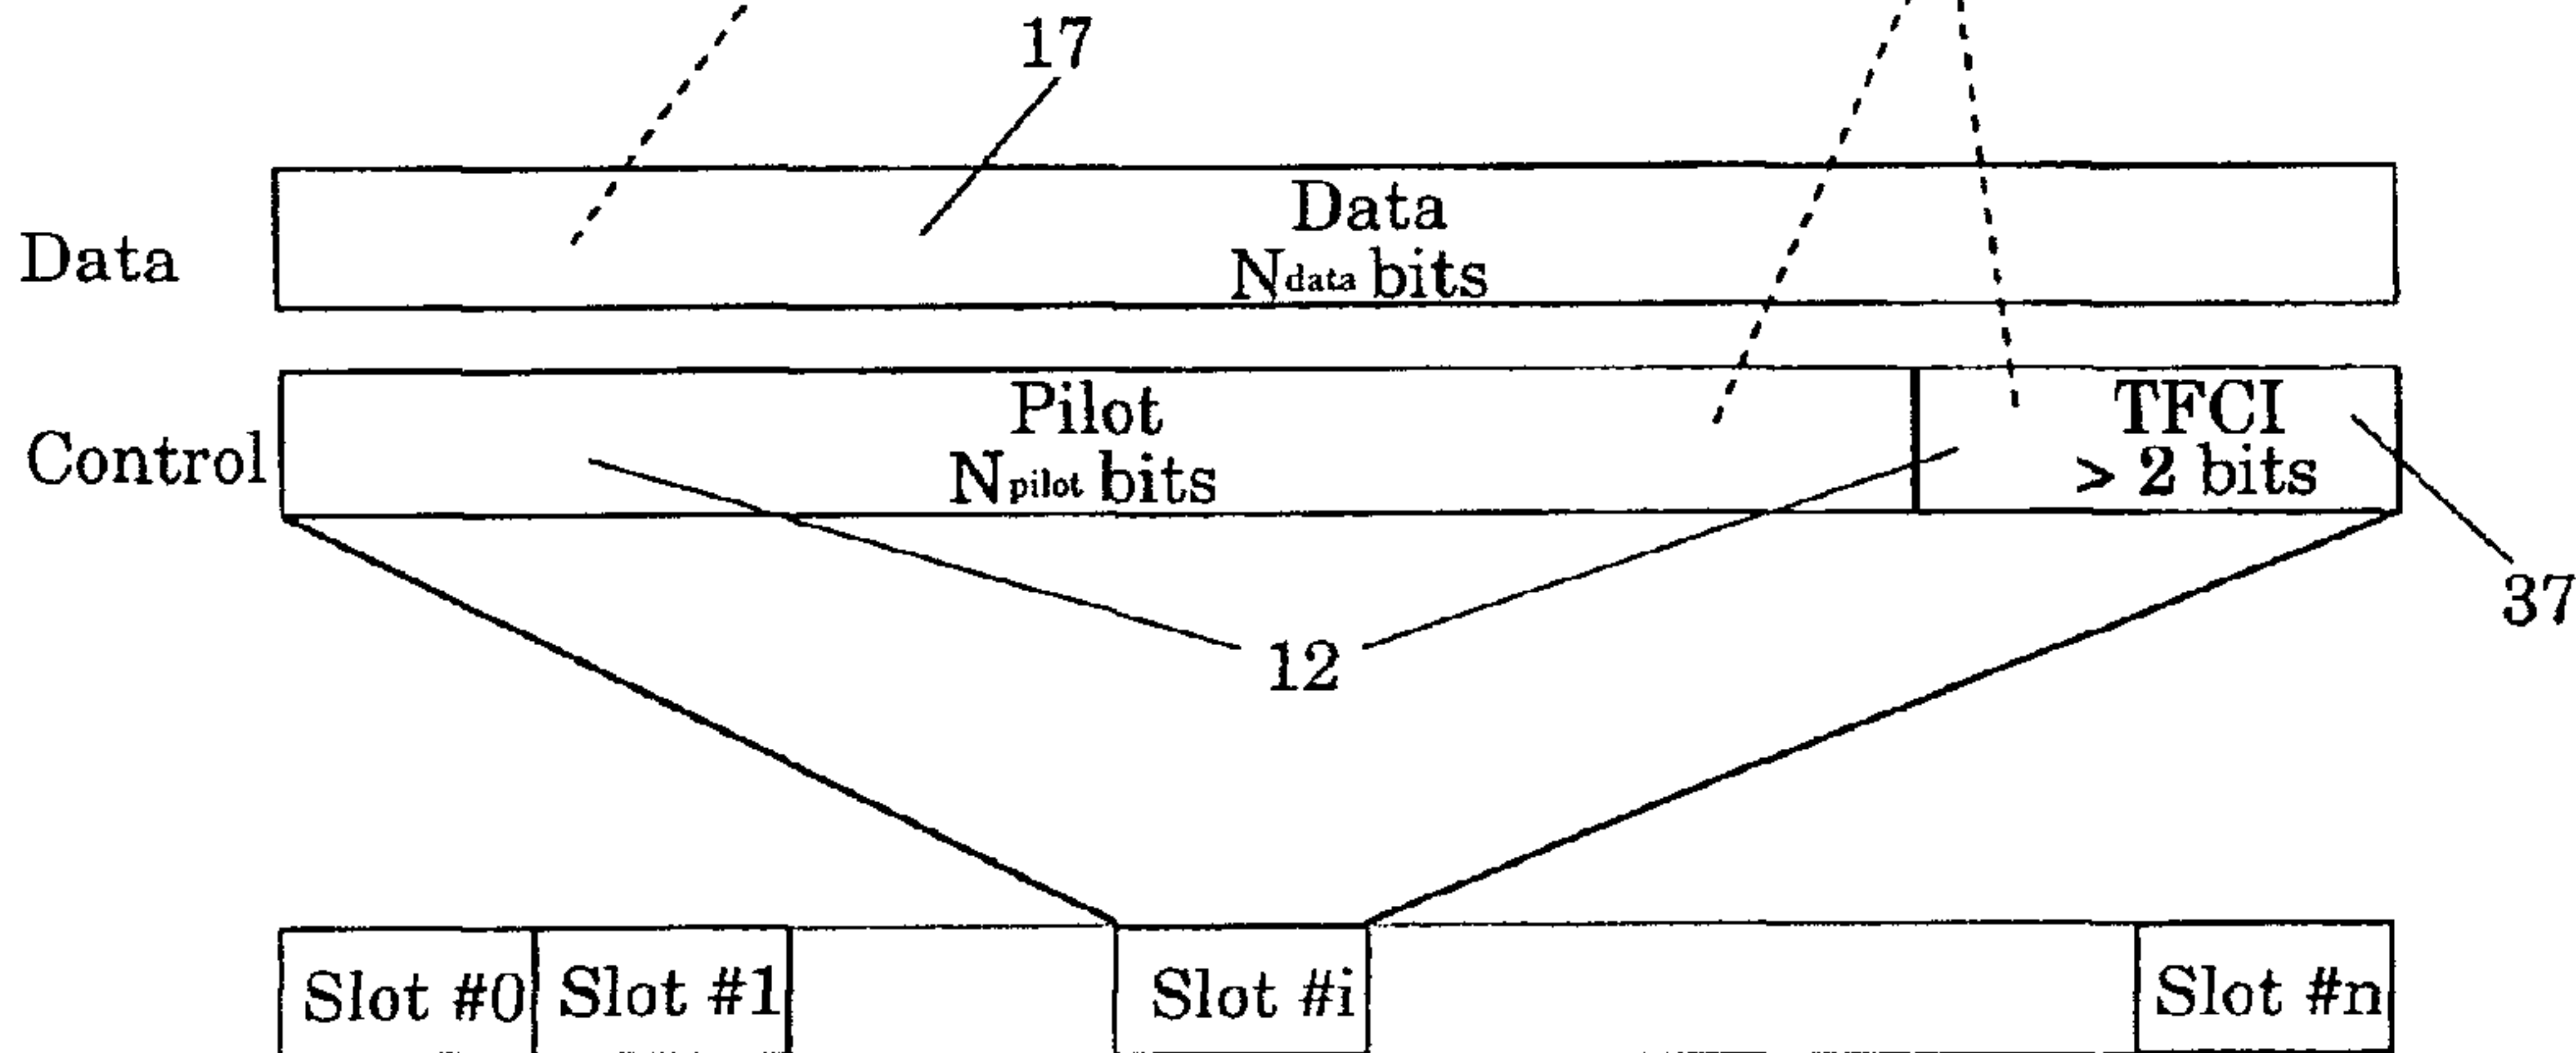 17
Data
Data
Ndata bits
Control
Pilot
Npilot bits
TFCI
> 2 bits
37
12
Slot #0
Slot #1
Slot #i
Slot #n